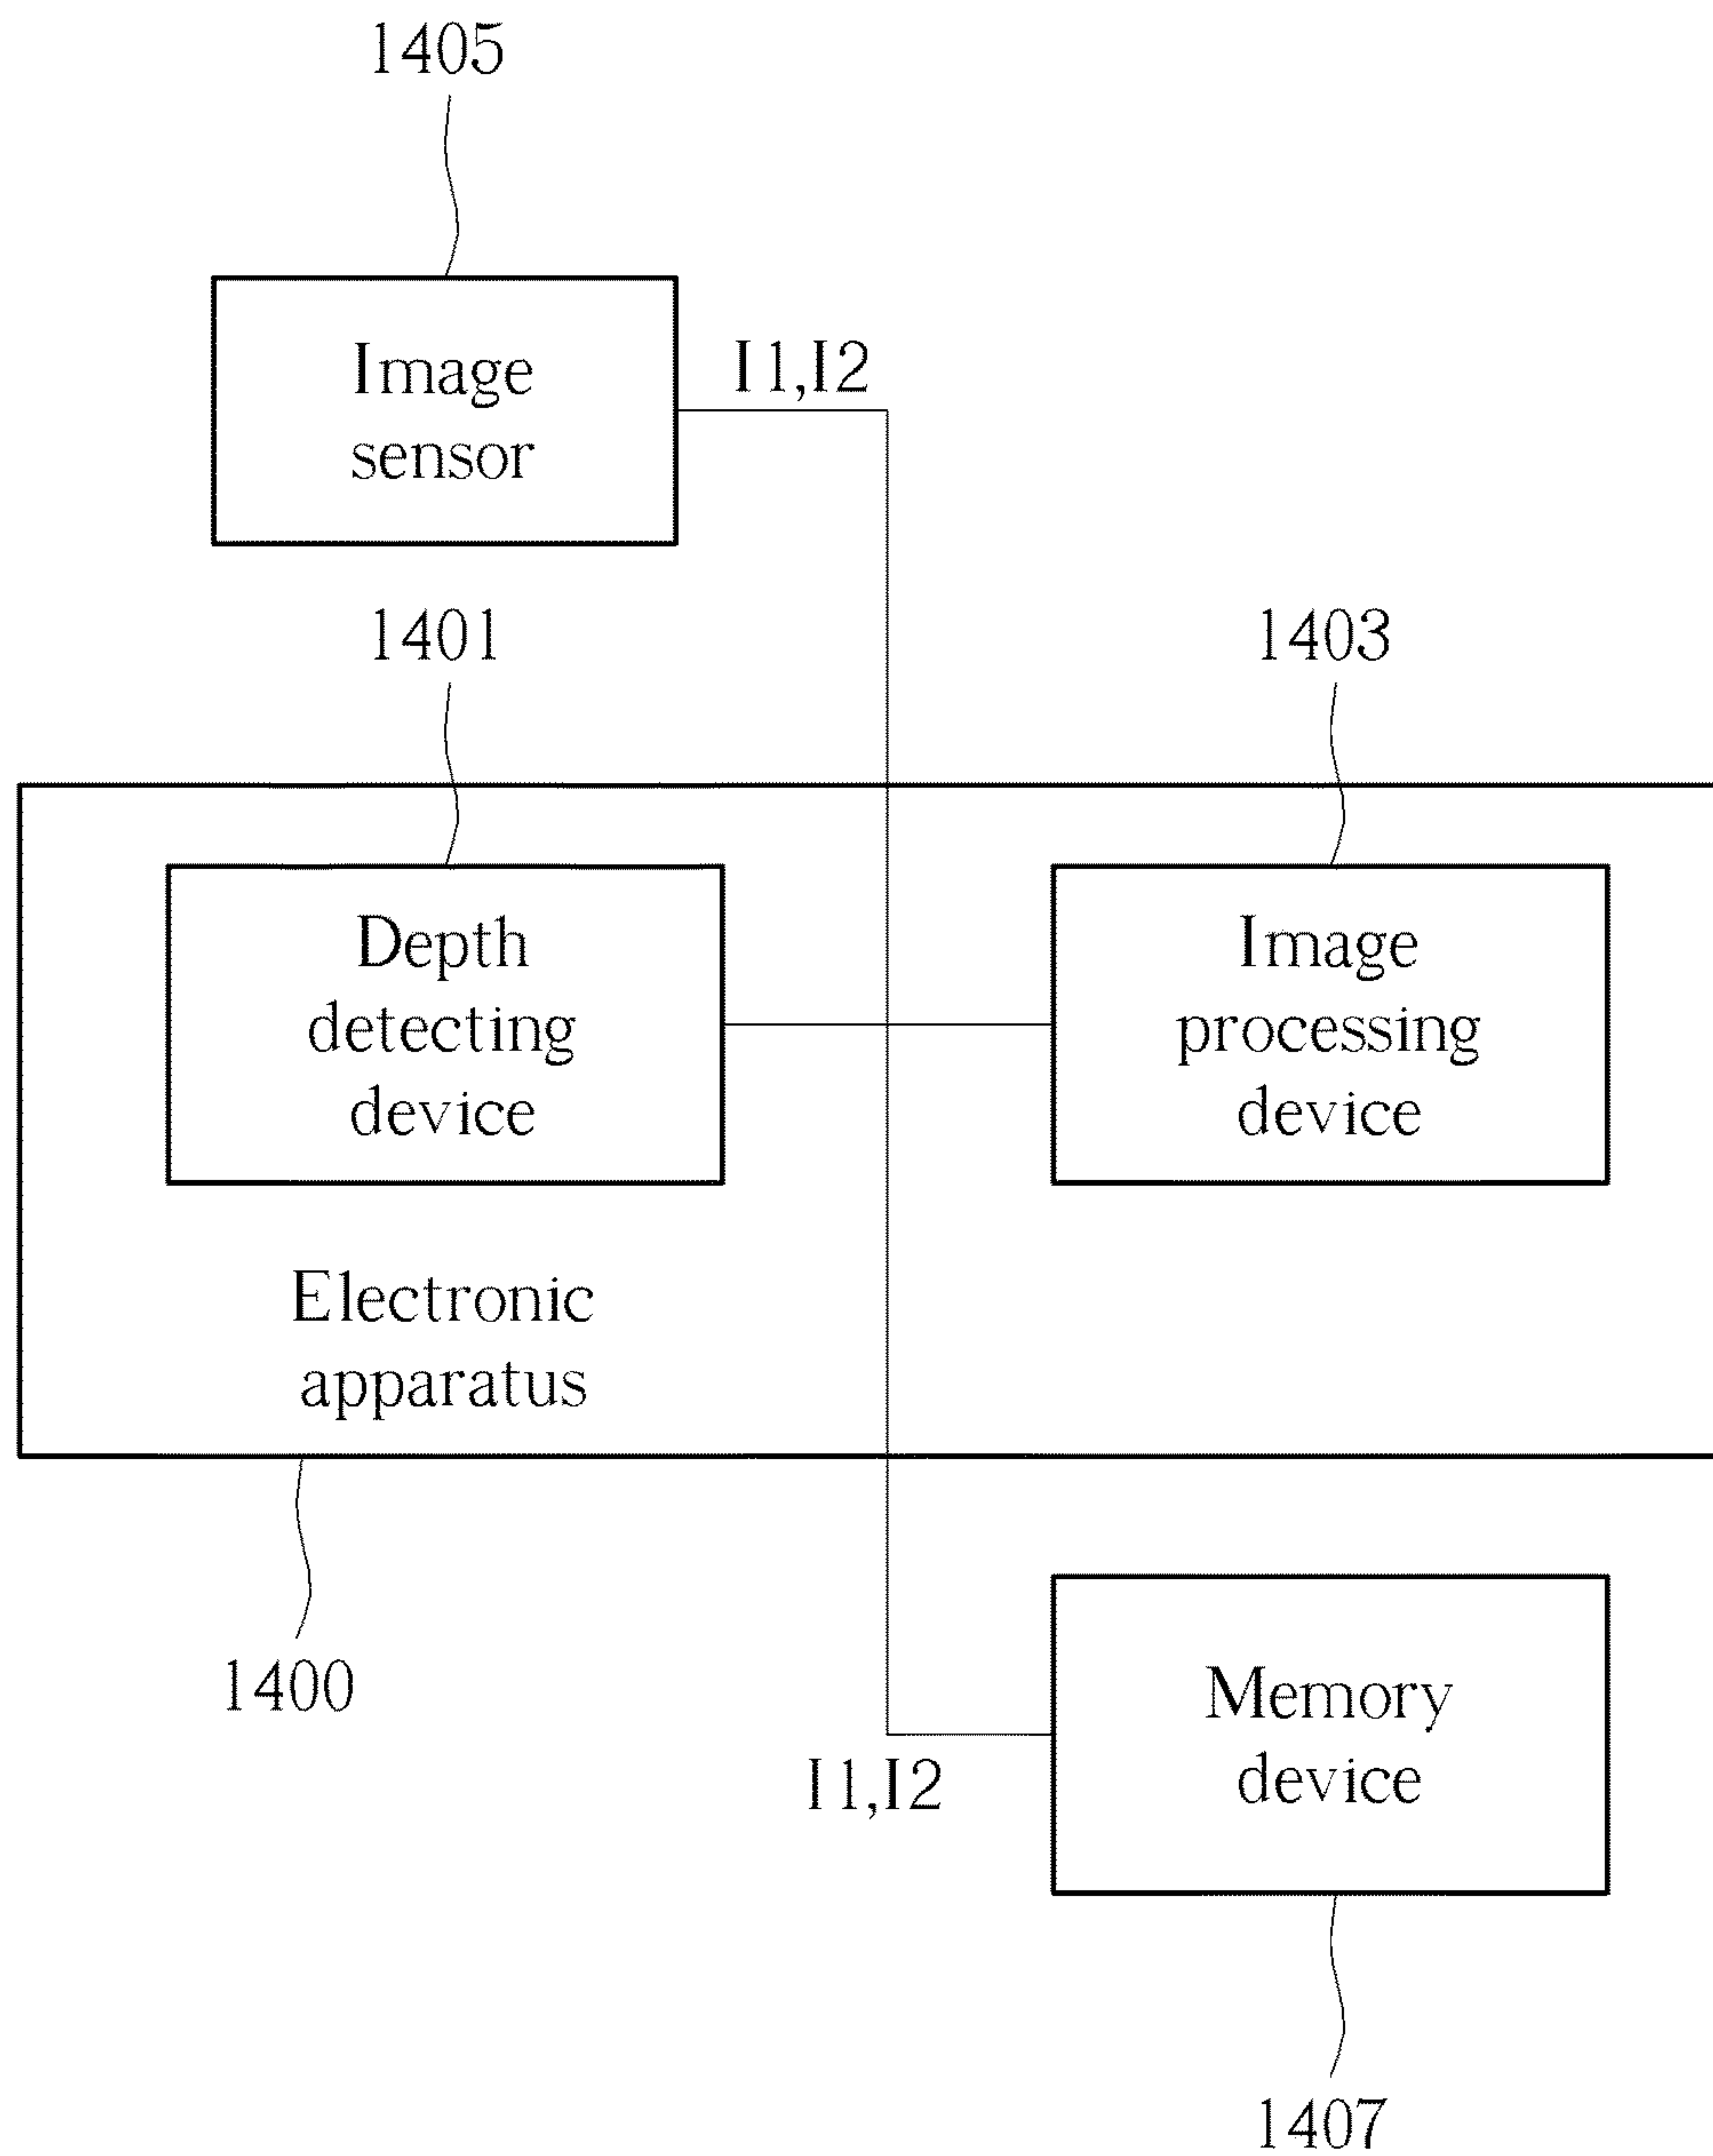 1405
Image
sensor
I1,I2
1401
1403
Depth
detecting
device
Image
processing
device
Electronic
apparatus
1400
Memory
device
I1,I2
1407